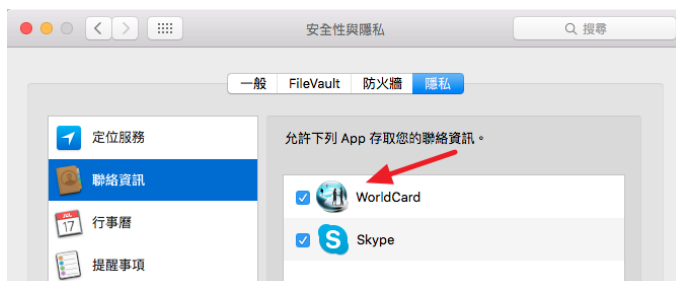 安全性與隱私
搜尋
一般 FileVault 防火牆 隱私
定位服務
聯絡資訊
JUL
17
行事曆
提醒事項
允許下列 App 存取您的聯絡資訊。
WorldCard
Skype